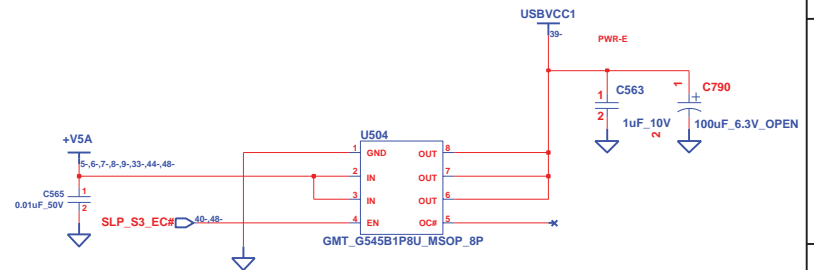 USBVCC1
39-
PWR-E
1
C563
2
1uF_10V
1
C790
100uF_6.3V_OPEN
2
+V5A
5-,6-,7-,8-,9-,33-,44-,48-
C565
1
0.01uF_50V
2
SLP_S3_EC#
40-,48-
U504
1
GND
OUT
8
2
IN
OUT
7
3
IN
OUT
6
4
EN
OC#
5
GMT_G545B1P8U_MSOP_8P